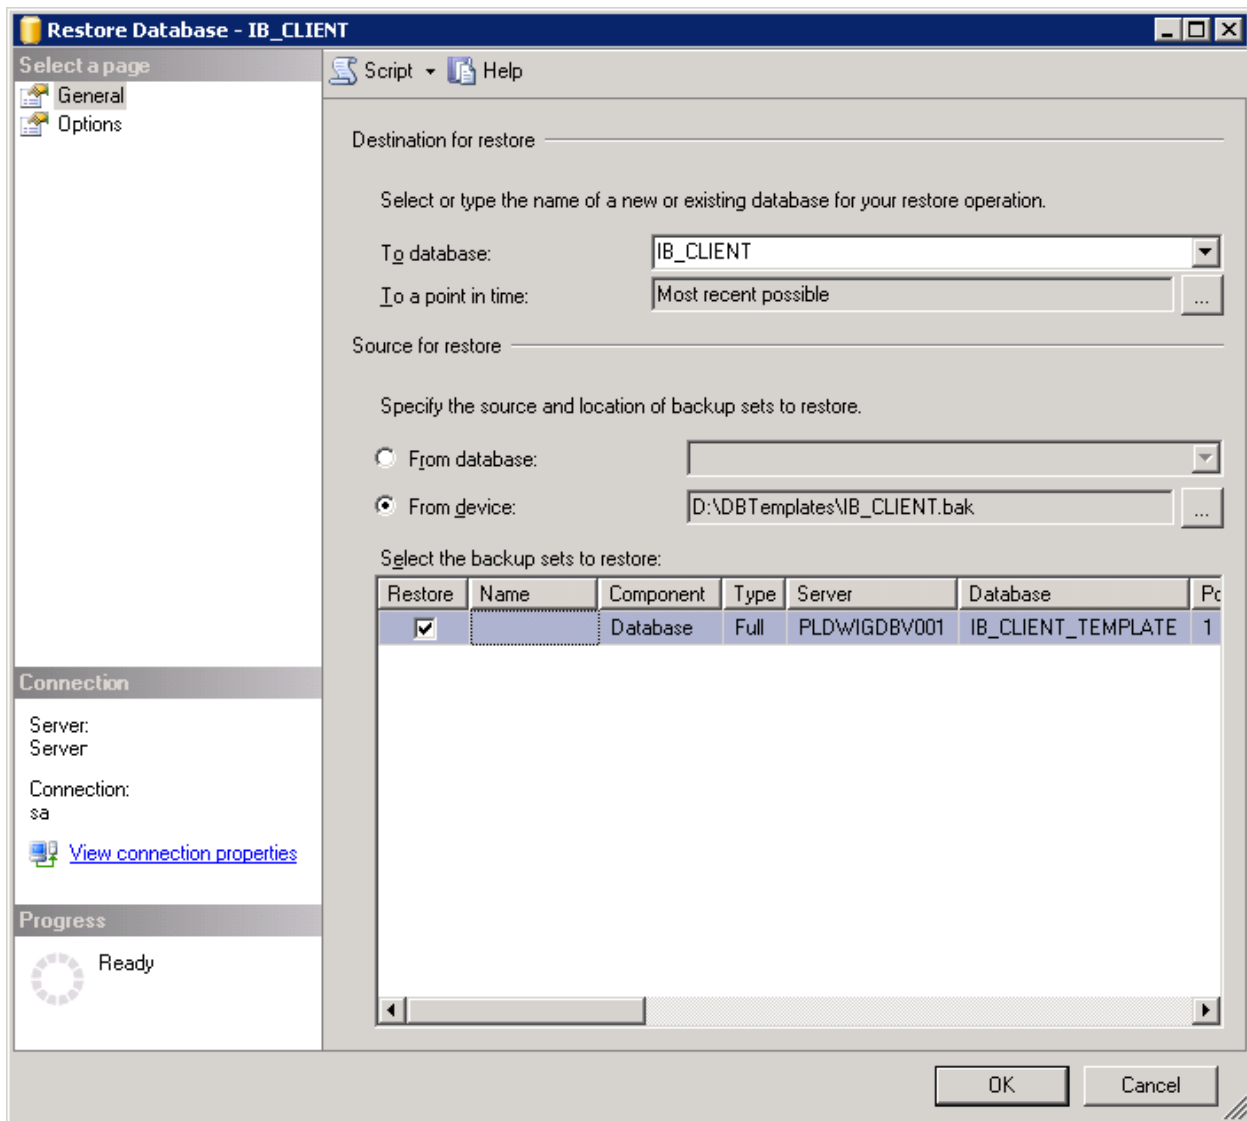 Restore Database - IB_CLIENT
Select a page
General
Options
Script
Help
Destination for restore
Select or type the name of a new or existing database for your restore operation.
To database:
IB_CLIENT
To a point in time:
Most recent possible
...
Source for restore
Specify the source and location of backup sets to restore.
From database:
From device:
D:\DBTemplates\IB_CLIENT.bak
...
Select the backup sets to restore:
Restore Name Component Type Server Database Po
Database Full PLDWIGDBV001 IB_CLIENT_TEMPLATE 1
Connection
Server:
Server
Connection:
sa
View connection properties
Progress
Ready
OK
Cancel